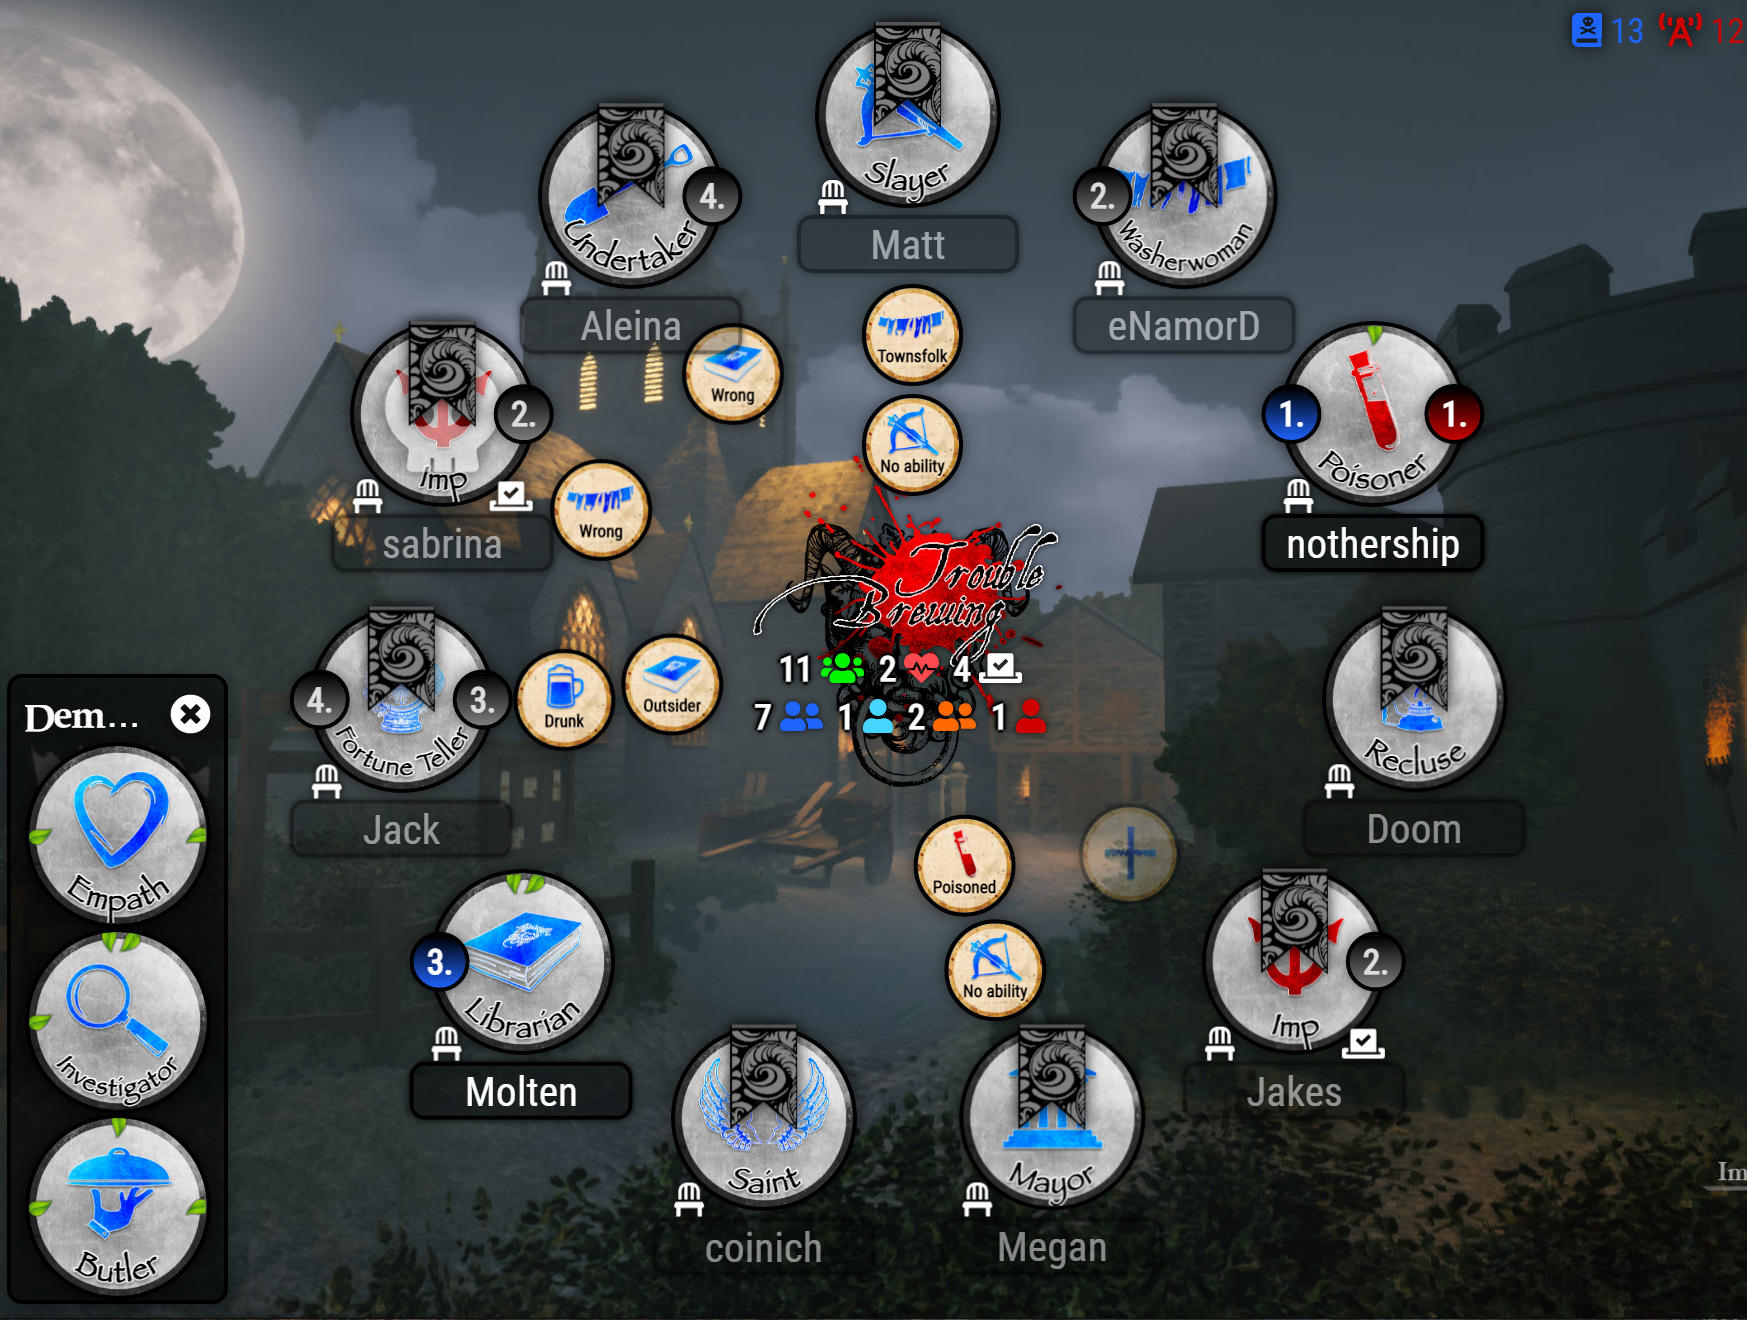 13 12
Slayer
Matt
Undertaker
4.
Aleina
2.
Washerwoman
eNamorD
Townsfolk
No ability
Wrong
Imp
2.
sabrina
Wrong
1.
Poisoner
1.
nothership
Trouble
Brewing
11 2 4
7 1 2 1
4.
Fortune Teller
3.
Jack
Drunk
Outsider
Recluse
Doom
Dem...
Empath
Investigator
Butler
3.
Librarian
Molten
Poisoned
No ability
Imp
2.
Jakes
Saint
coinich
Mayor
Megan
Im